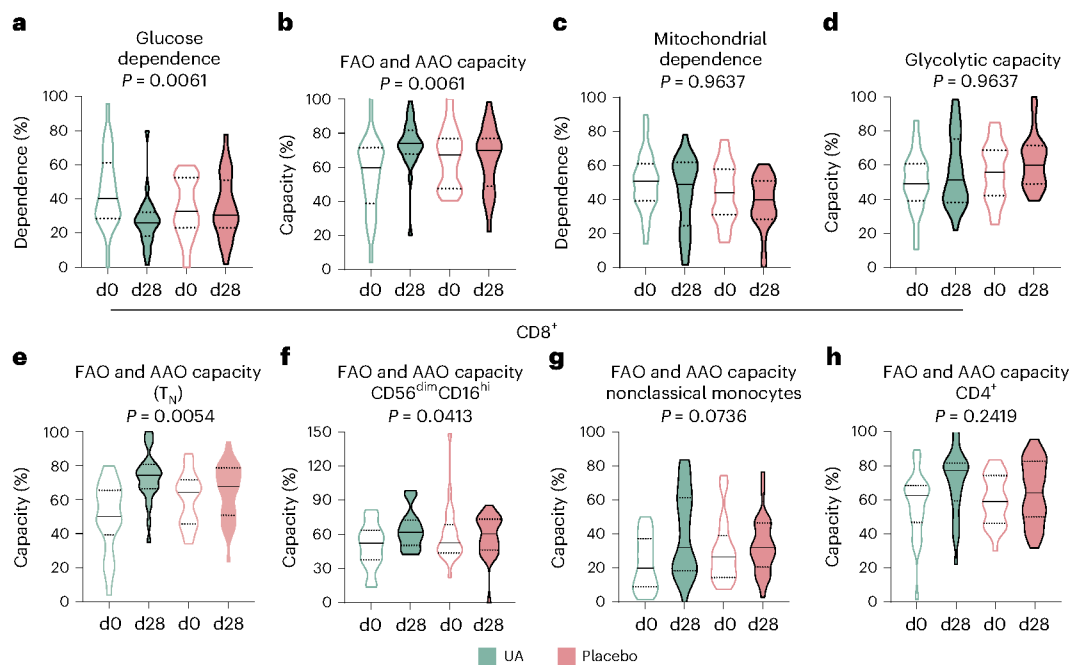 a
Glucose
dependence
P = 0.0061
Dependence (%)
100
80
60
40
20
0
d0 d28 d0 d28
b
FAO and AAO capacity
P = 0.0061
Capacity (%)
100
80
60
40
20
0
d0 d28 d0 d28
c
Mitochondrial
dependence
P = 0.9637
Dependence (%)
100
80
60
40
20
0
d0 d28 d0 d28
d
Glycolytic capacity
P = 0.9637
Capacity (%)
100
80
60
40
20
0
d0 d28 d0 d28
CD8⁺
e
FAO and AAO capacity
(T_N)
P = 0.0054
Capacity (%)
100
80
60
40
20
0
d0 d28 d0 d28
f
FAO and AAO capacity
CD56ᵈⁱᵐCD16ʰⁱ
P = 0.0413
Capacity (%)
150
120
90
60
30
0
d0 d28 d0 d28
g
FAO and AAO capacity
nonclassical monocytes
P = 0.0736
Capacity (%)
100
80
60
40
20
0
d0 d28 d0 d28
h
FAO and AAO capacity
CD4⁺
P = 0.2419
Capacity (%)
100
80
60
40
20
0
d0 d28 d0 d28
UA Placebo